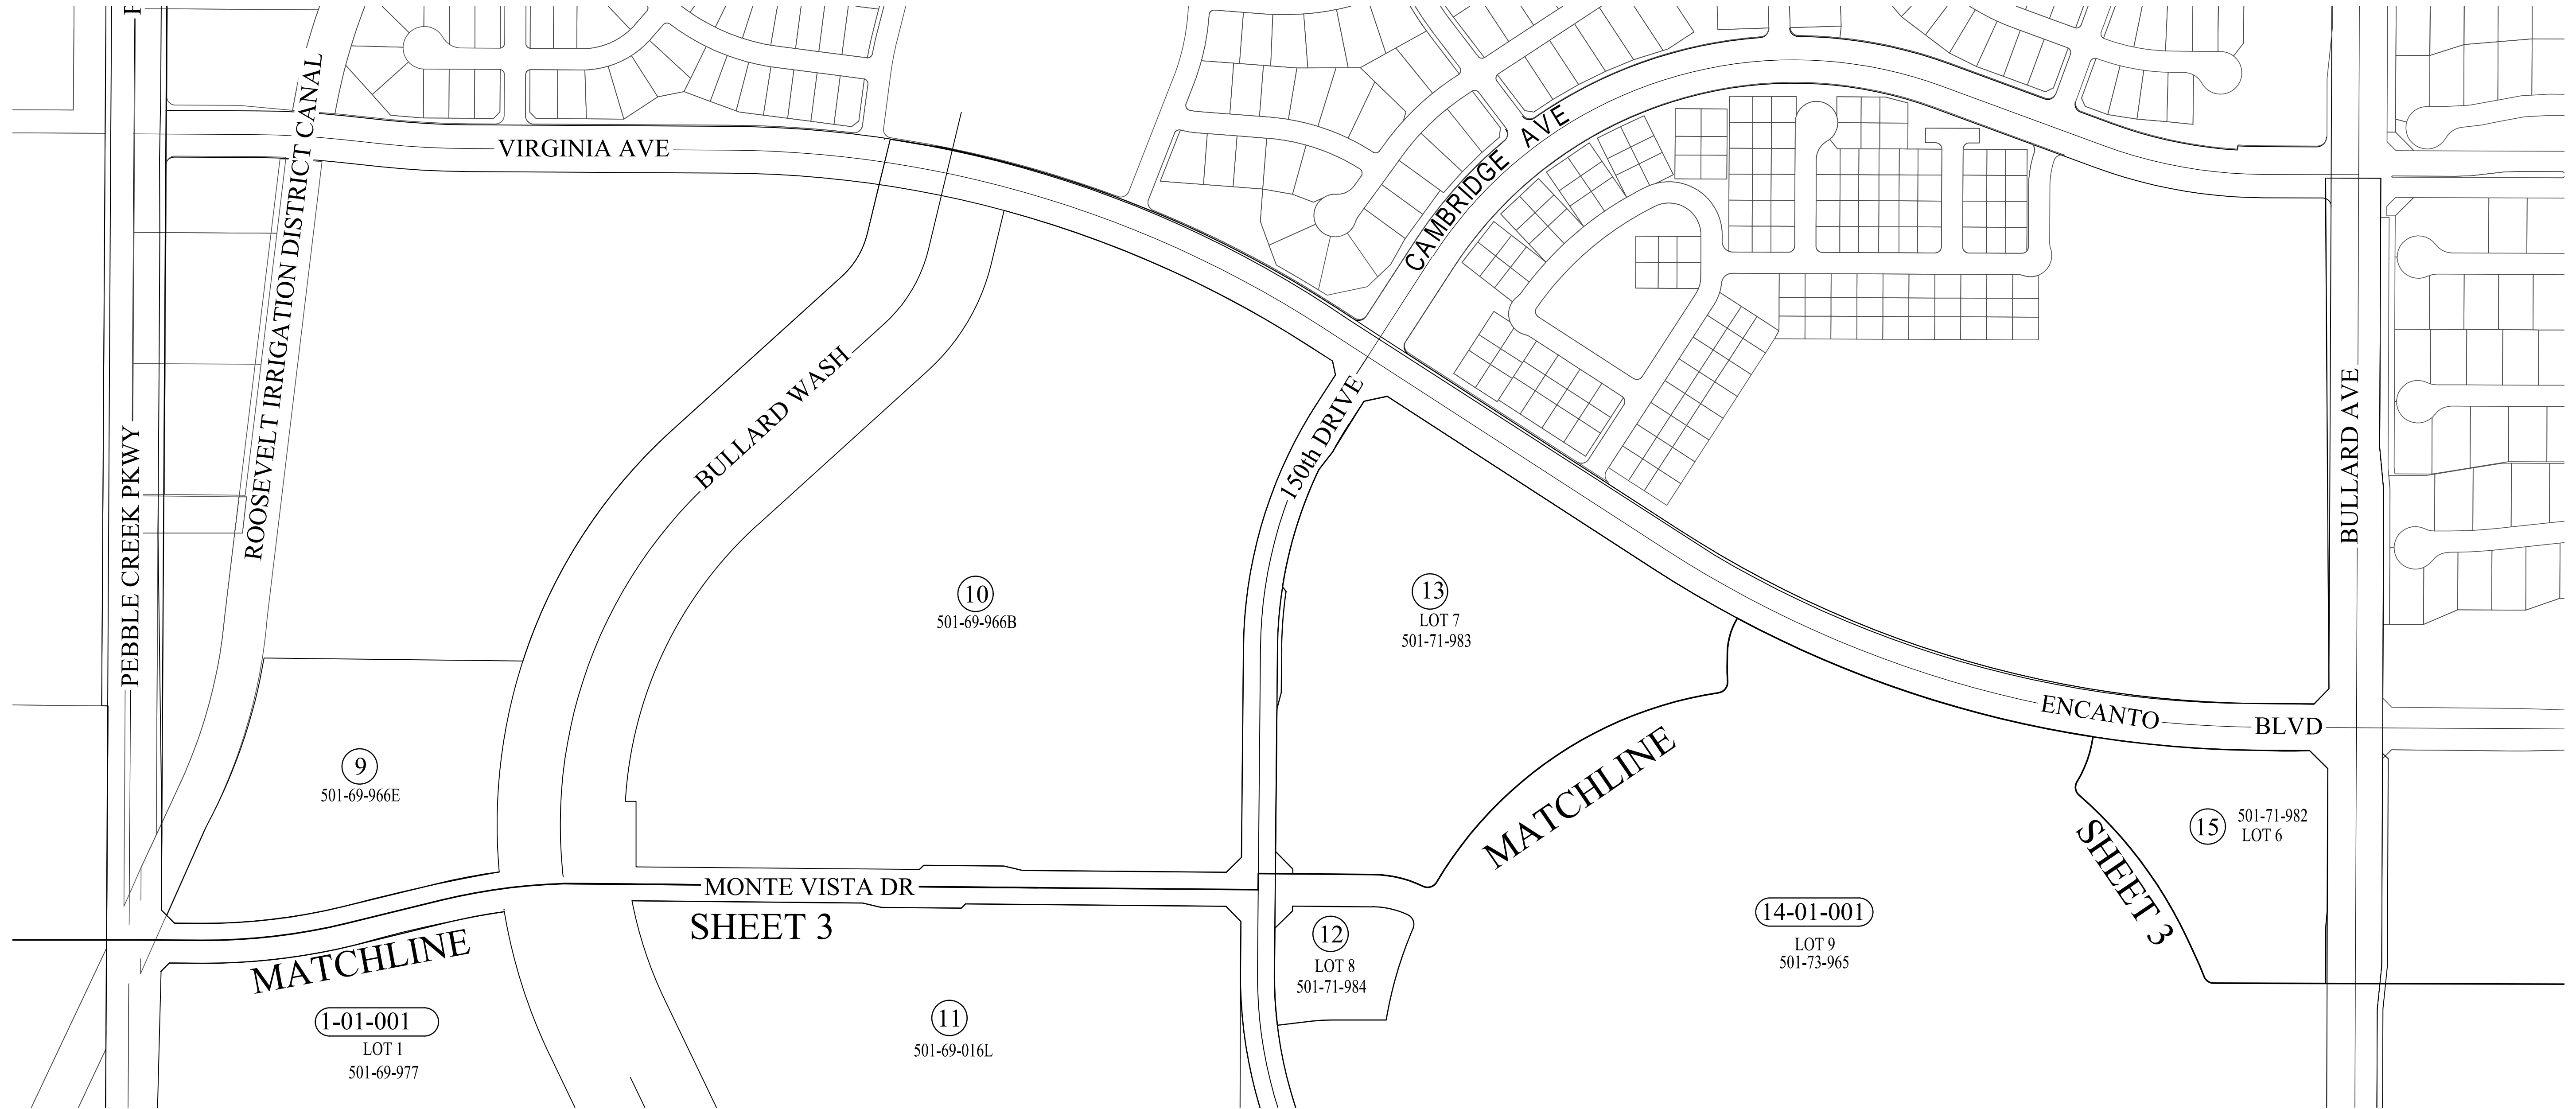 ROOSEVELT IRRIGATION DISTRICT CANAL
VIRGINIA AVE
CAMBRIDGE AVE
BULLARD WASH
150th DRIVE
BULLARD AVE
PEBBLE CREEK PKWY
10
501-69-966B
13
LOT 7
501-71-983
ENCANTO BLVD
9
501-69-966E
MATCHLINE
15
501-71-982
LOT 6
SHEET 3
MONTE VISTA DR
SHEET 3
MATCHLINE
12
LOT 8
501-71-984
14-01-001
LOT 9
501-73-965
1-01-001
LOT 1
501-69-977
11
501-69-016L